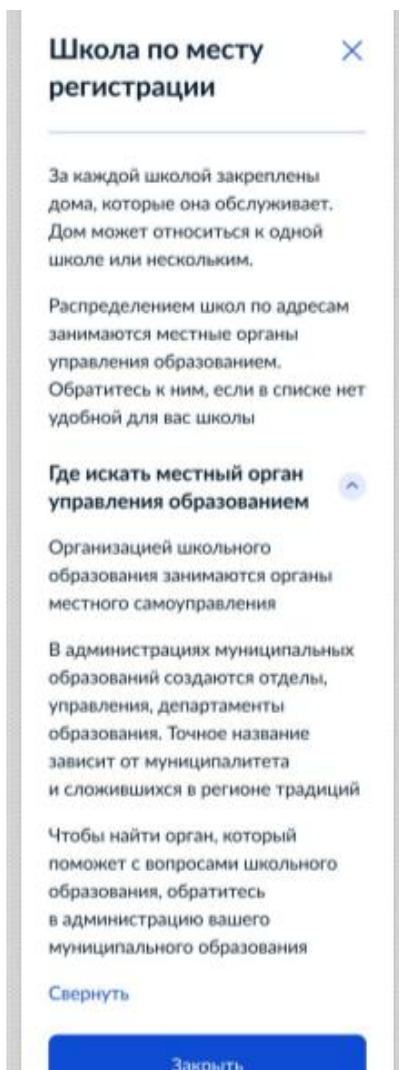 Школа по месту
регистрации
За каждой школой закреплены
дома, которые она обслуживает.
Дом может относиться к одной
школе или нескольким.
Распределением школ по адресам
занимаются местные органы
управления образованием.
Обратитесь к ним, если в списке нет
удобной для вас школы
Где искать местный орган
управления образованием
Организацией школьного
образования занимаются органы
местного самоуправления
В администрациях муниципальных
образований создаются отделы,
управления, департаменты
образования. Точное название
зависит от муниципалитета
и сложившихся в регионе традиций
Чтобы найти орган, который
поможет с вопросами школьного
образования, обратитесь
в администрацию вашего
муниципального образования
Свернуть
Закрыть